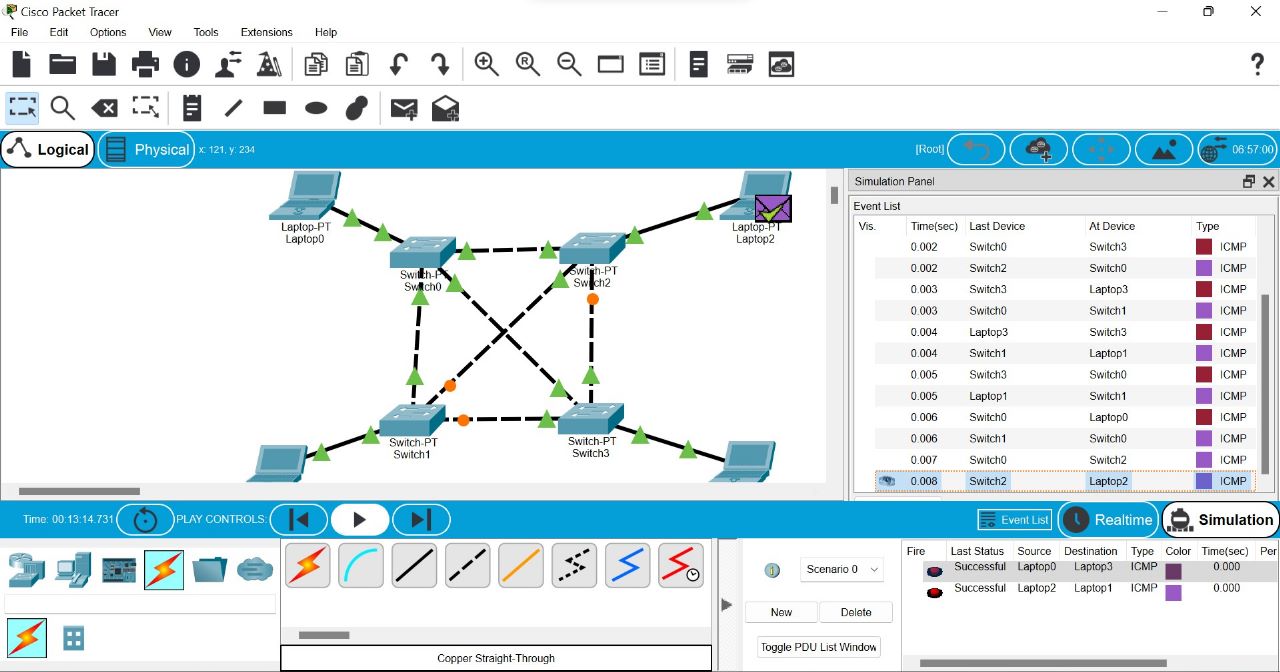 Cisco Packet Tracer
File Edit Options View Tools Extensions Help
Logical Physical x: 121, y: 234 [Root] 06:57:00
Laptop-PT
Laptop0
Laptop-PT
Laptop2
Switch-PT
Switch0
Switch-PT
Switch2
Switch-PT
Switch1
Switch-PT
Switch3
Simulation Panel
Event List
Vis. Time(sec) Last Device At Device Type
0.002 Switch0 Switch3 ICMP
0.002 Switch2 Switch0 ICMP
0.003 Switch3 Laptop3 ICMP
0.003 Switch0 Switch1 ICMP
0.004 Laptop3 Switch3 ICMP
0.004 Switch1 Laptop1 ICMP
0.005 Switch3 Switch0 ICMP
0.005 Laptop1 Switch1 ICMP
0.006 Switch0 Laptop0 ICMP
0.006 Switch1 Switch0 ICMP
0.007 Switch0 Switch2 ICMP
0.008 Switch2 Laptop2 ICMP
Time: 00:13:14.731 PLAY CONTROLS: Event List Realtime Simulation
Copper Straight-Through
Scenario 0
New Delete
Toggle PDU List Window
Fire Last Status Source Destination Type Color Time(sec) Per
Successful Laptop0 Laptop3 ICMP 0.000
Successful Laptop2 Laptop1 ICMP 0.000